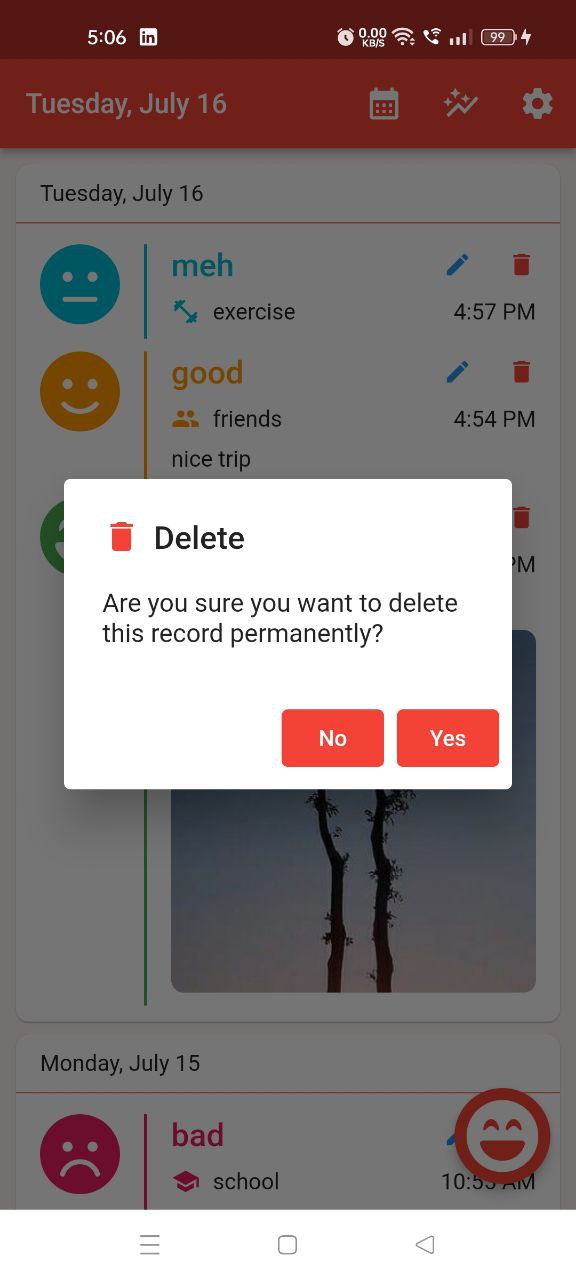 5:06 in 0.00 KB/S 99
Tuesday, July 16
Tuesday, July 16
meh
exercise 4:57 PM
good
friends 4:54 PM
nice trip
PM
Delete
Are you sure you want to delete
this record permanently?
No Yes
Monday, July 15
bad
school 10:53 AM